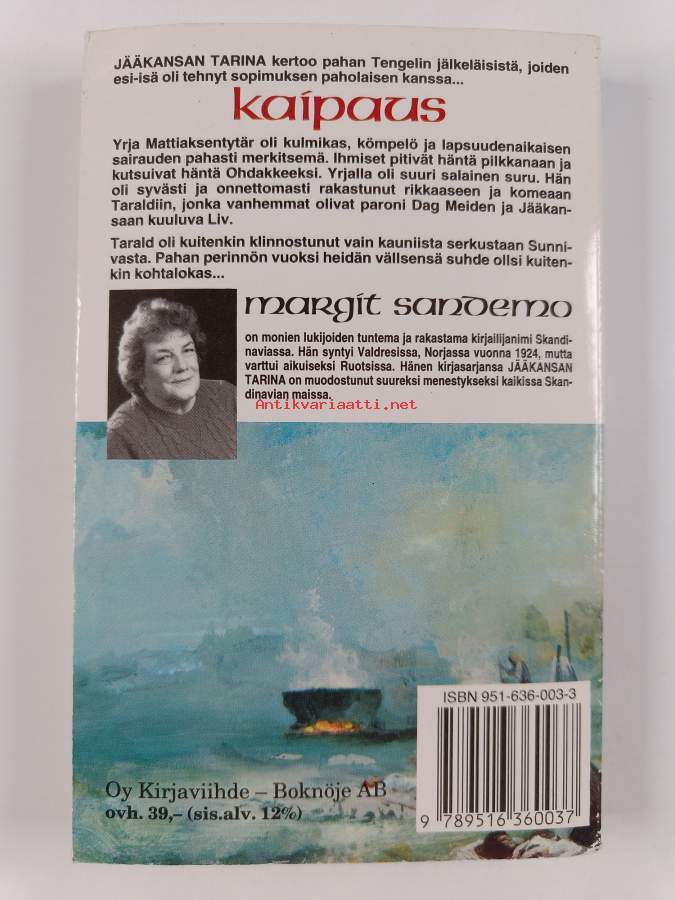 JÄÄKANSAN TARINA kertoo pahan Tengelin jälkeläisistä, joiden
esi-isä oli tehnyt sopimuksen paholaisen kanssa...
kaipaus
Yrja Mattiaksentytär oli kulmikas, kömpelö ja lapsuudenaikaisen
sairauden pahasti merkitsemä. Ihmiset pitivät häntä pilkkanaan ja
kutsuivat häntä Ohdakkeeksi. Yrjalla oli suuri salainen suru. Hän
oli syvästi ja onnettomasti rakastunut rikkaaseen ja komeaan
Taraldiin, jonka vanhemmat olivat paroni Dag Meiden ja Jääkan-
saan kuuluva Liv.
Tarald oli kuitenkin klinnostunut vain kauniista serkustaan Sunni-
vasta. Pahan perinnön vuoksi heidän vällsensä suhde ollsi kuiten-
kin kohtalokas...
margit sandemo
on monien lukijoiden tuntema ja rakastama kirjailijanimi Skandi-
naviassa. Hän syntyi Valdresissa, Norjassa vuonna 1924, mutta
varttui aikuiseksi Ruotsissa. Hänen kirjasarjansa JÄÄKANSAN
TARINA on muodostunut suureksi menestykseksi kaikissa Skan-
dinavian maissa.
Antikvariaatti.net
ISBN 951-636-003-3
9 789516 360037
Oy Kirjaviihde – Boknöje AB
ovh. 39,– (sis.alv. 12%)